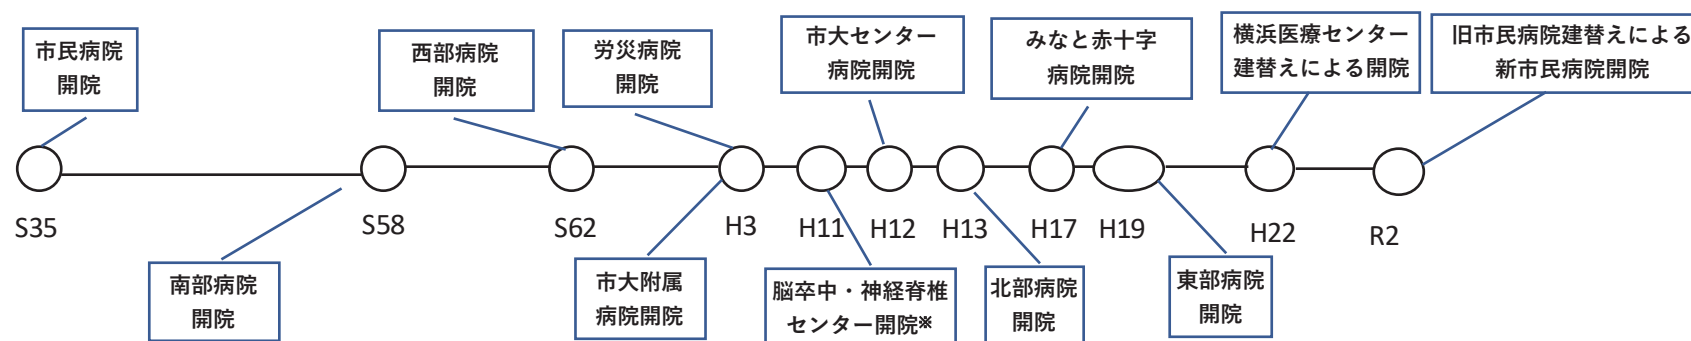 市民病院
開院
西部病院
開院
労災病院
開院
市大センター
病院開院
みなと赤十字
病院開院
横浜医療センター
建替えによる開院
旧市民病院建替えによる
新市民病院開院
S35
S58
S62
H3
H11
H12
H13
H17
H19
H22
R2
南部病院
開院
市大附属
病院開院
脳卒中・神経脊椎
センター開院※
北部病院
開院
東部病院
開院